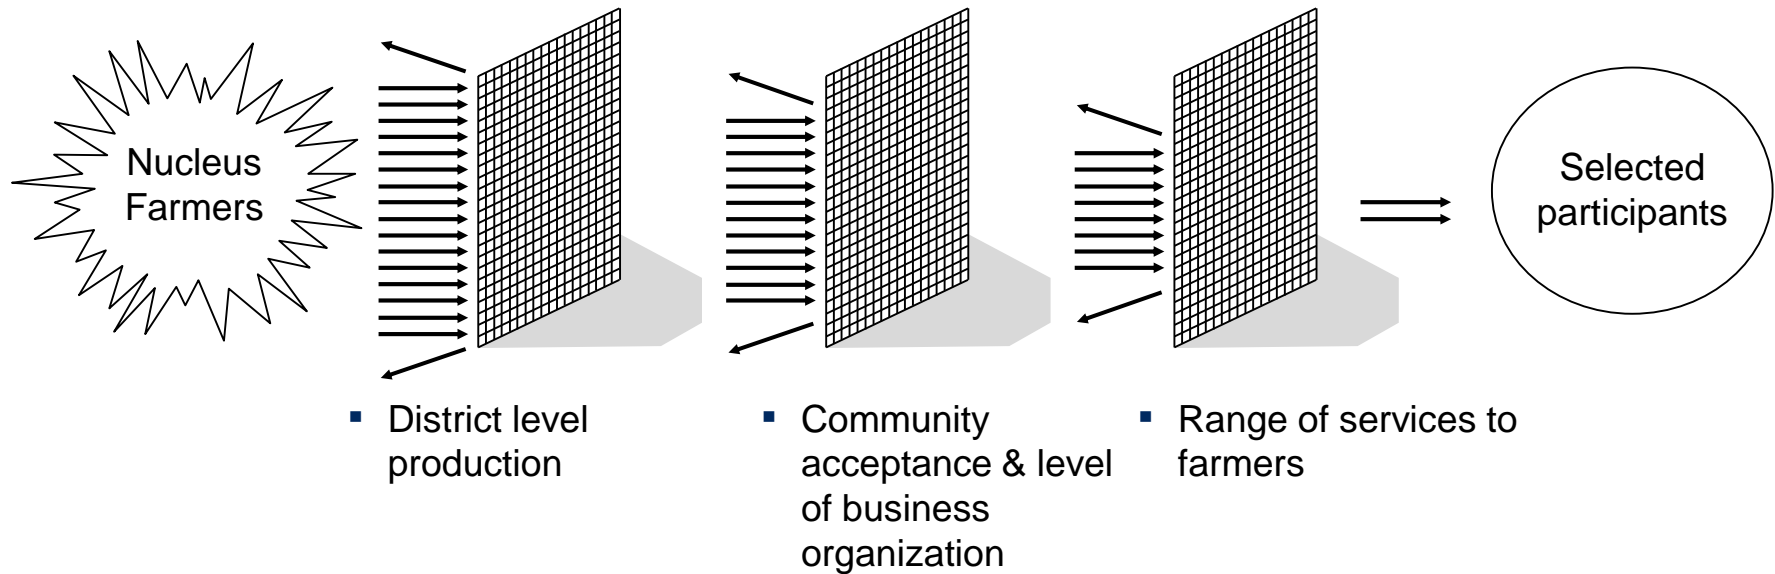 Nucleus
Farmers
Selected
participants
▪ District level
production
▪ Community
acceptance & level
of business
organization
▪ Range of services to
farmers